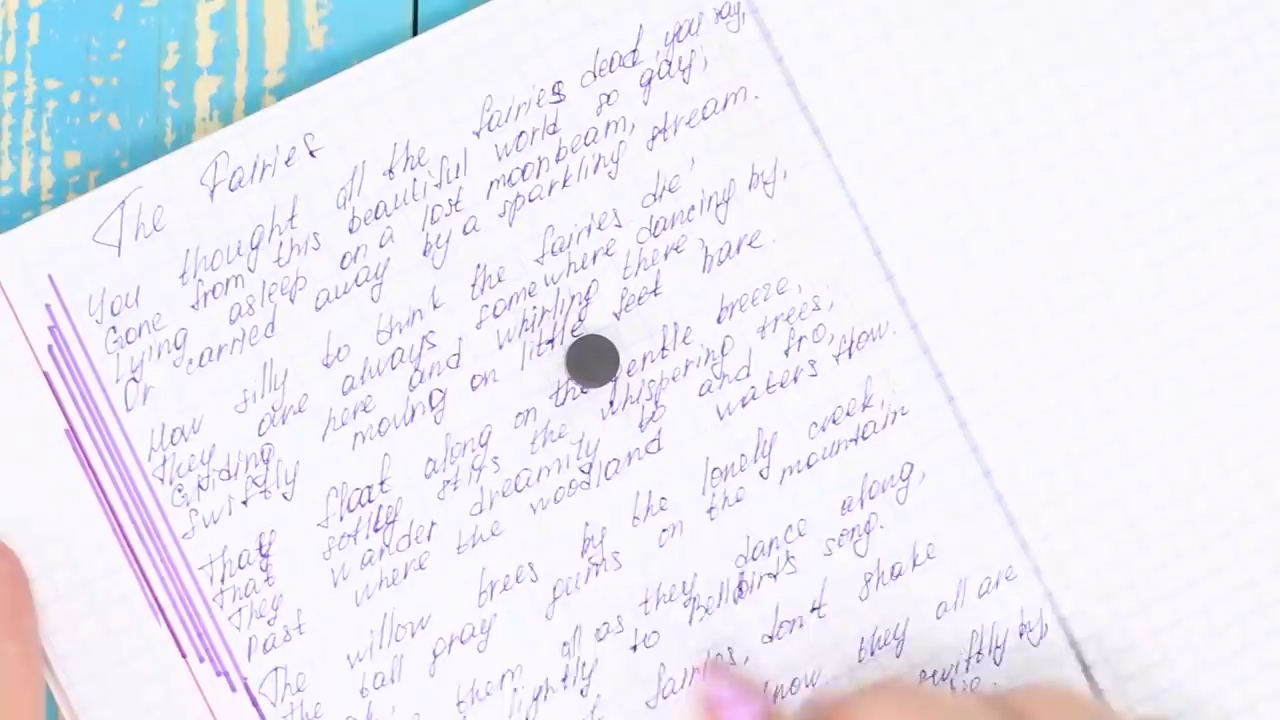 The Fairies
You thought all the fairies dead, you say,
Gone from this beautiful world so gay,
Lying asleep on a lost moonbeam,
Or carried away by a sparkling stream.
How silly to think the fairies die,
They are always somewhere dancing by,
Gliding here and whirling there,
Swiftly moving on little feet bare.
They float along on the gentle breeze,
That softly stirs the whispering trees,
They wander dreamily to and fro,
Past where the woodland waters flow.
The willow trees by the lonely creek,
The tall gray gums on the mountain
them all as they dance along,
lightly to Bellbirds song.
fairies, don't shake
know they all are
swiftly by,